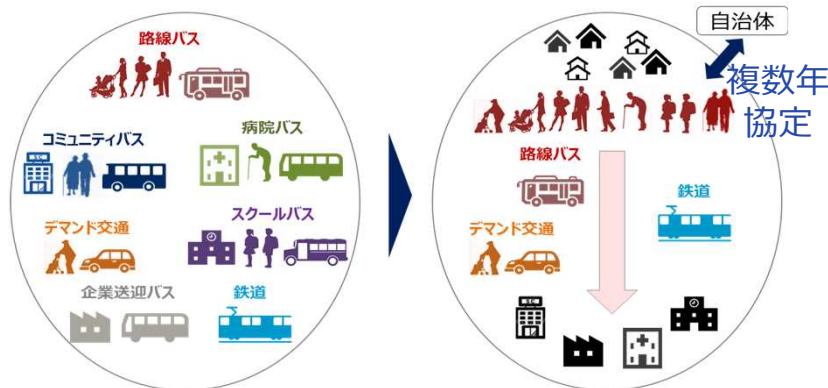 路線バス
コミュニティバス
病院バス
デマンド交通
スクールバス
企業送迎バス
鉄道
自治体
複数年
協定
路線バス
鉄道
デマンド交通